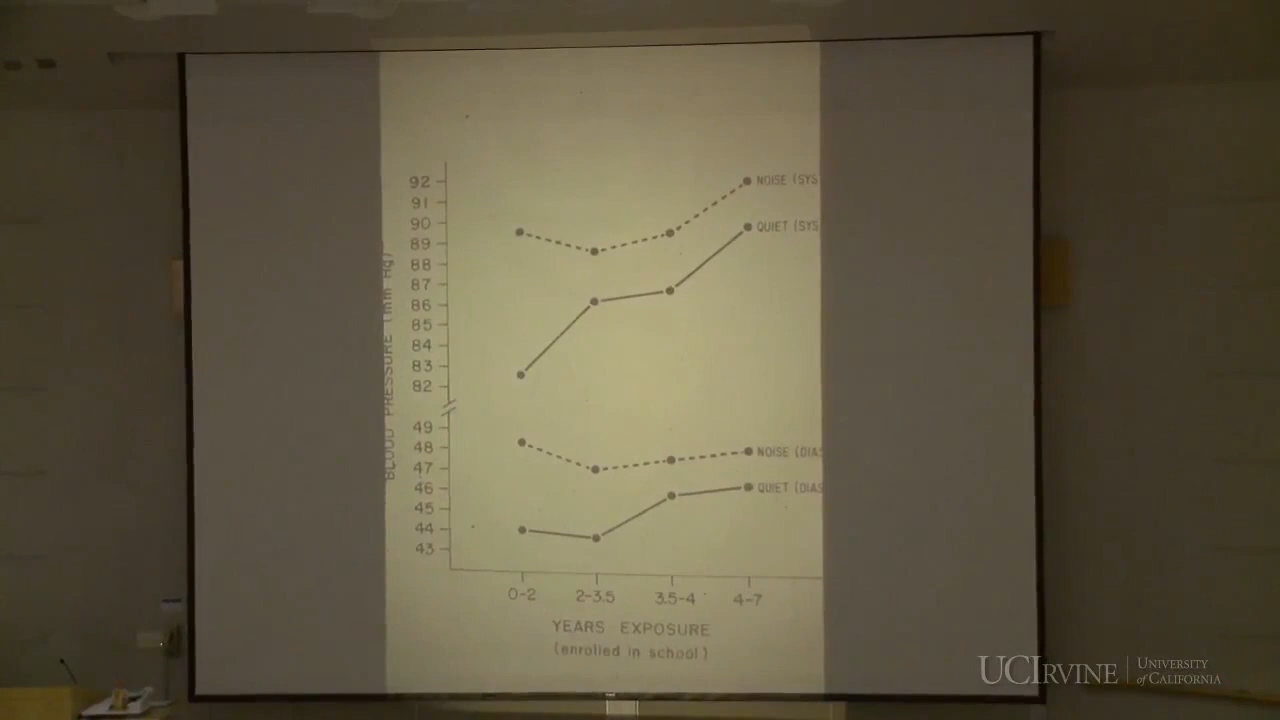 92
91
90
89
88
87
86
85
84
83
82
49
48
47
46
45
44
43
BLOOD PRESSURE (mm Hg)
NOISE (SYS
QUIET (SYS
NOISE (DIAS
QUIET (DIAS
0-2 2-3.5 3.5-4 4-7
YEARS EXPOSURE
(enrolled in school)
UCIRVINE UNIVERSITY
of CALIFORNIA